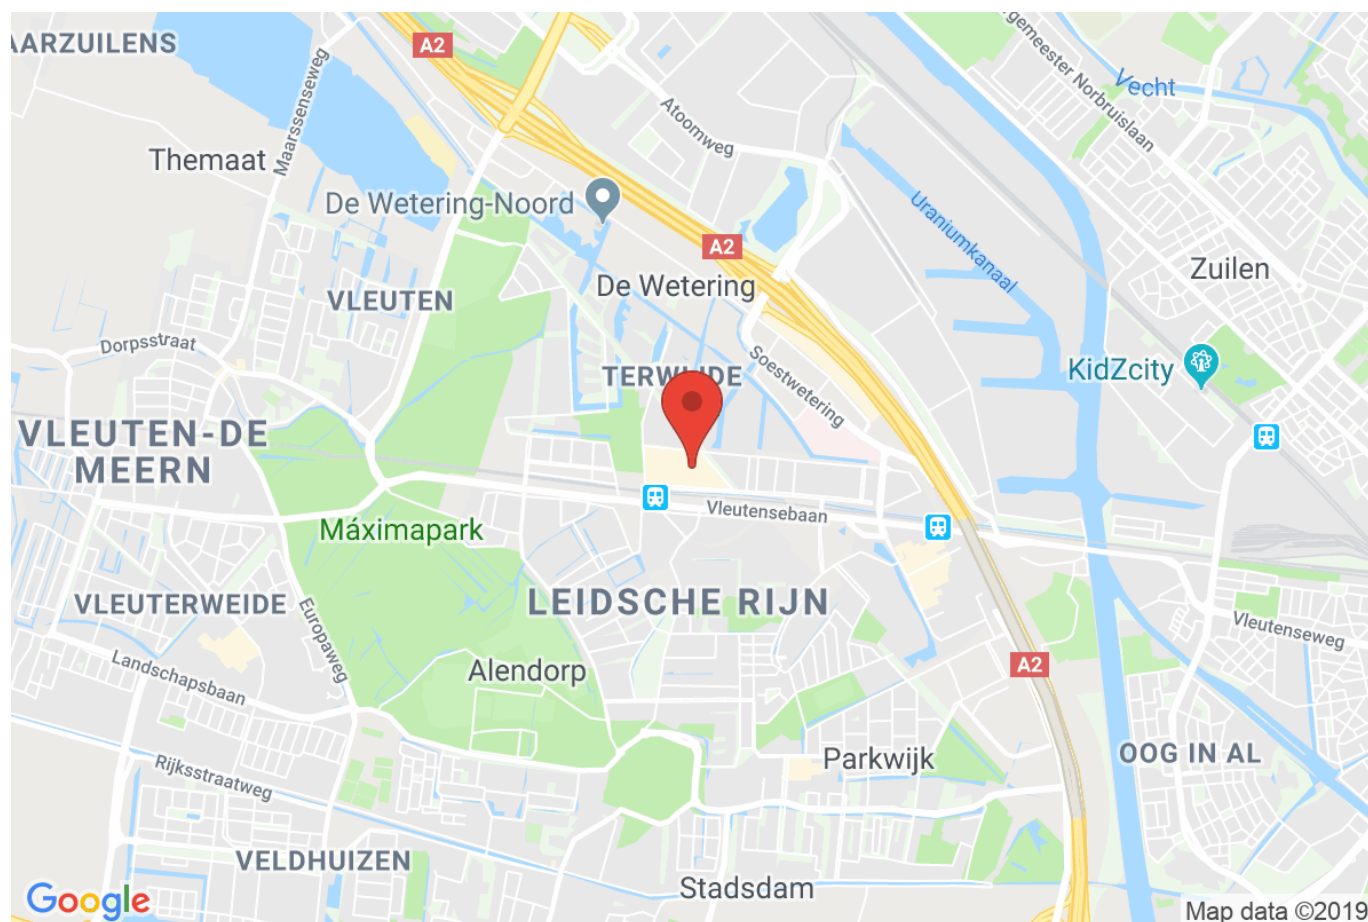 AARZUILENS
A2
Vecht
rgemeester Norbruislaan
Maarssenseweg
Atoomweg
Themaat
De Wetering-Noord
Uraniumkanaal
A2
Zuilen
De Wetering
VLEUTEN
Dorpsstraat
Soestwetering
KidZcity
TERWIJDE
VLEUTEN-DE
MEERN
Vleutensebaan
Máximapark
VLEUTERWEIDE
LEIDSCHE RIJN
Europaweg
Vleutenseweg
Landschapsbaan
Alendorp
A2
Rijksstraatweg
Parkwijk
OOG IN AL
VELDHUIZEN
Stadsdam
Google
Map data ©2019